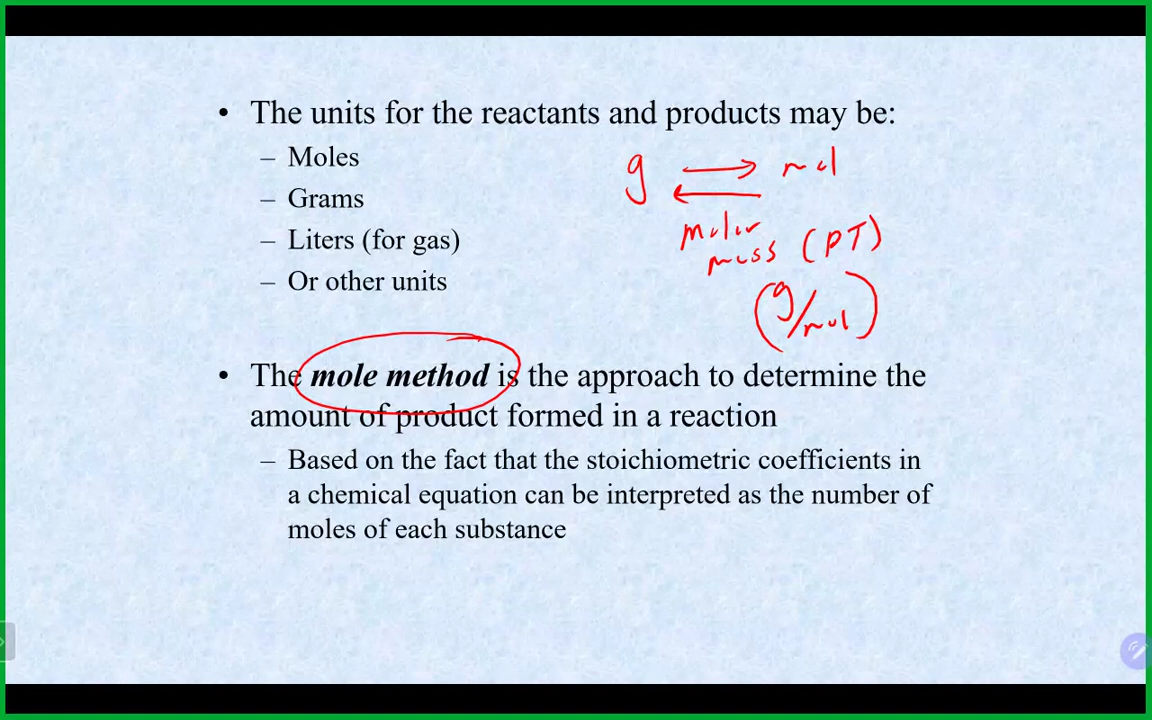 • The units for the reactants and products may be:
– Moles
– Grams
– Liters (for gas)
– Or other units
g ⇄ mol
molar
mass (PT)
(g/mol)
• The mole method is the approach to determine the
amount of product formed in a reaction
– Based on the fact that the stoichiometric coefficients in
a chemical equation can be interpreted as the number of
moles of each substance